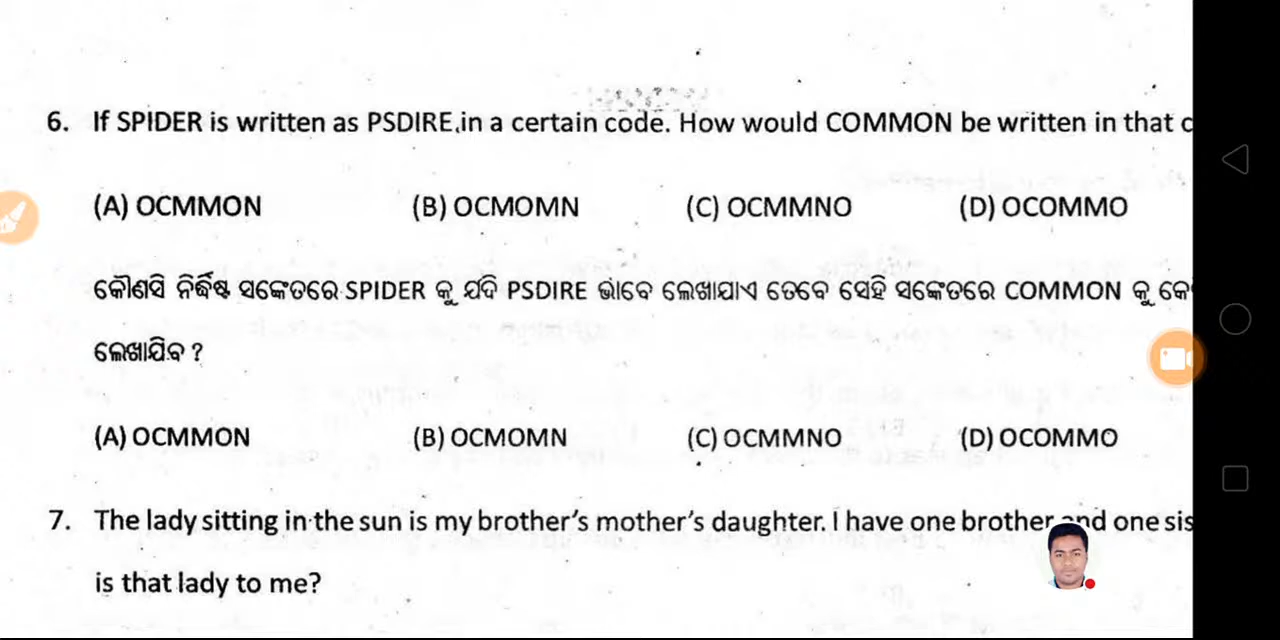 6. If SPIDER is written as PSDIRE in a certain code. How would COMMON be written in that
(A) OCMMON (B) OCMOMN (C) OCMMNO (D) OCOMMO
କୌଣସି ନିର୍ଦ୍ଧିଷ୍ଟ ସଙ୍କେତରେ SPIDER କୁ ଯଦି PSDIRE ଭାବେ ଲେଖାଯାଏ ତେବେ ସେହି ସଙ୍କେତରେ COMMON କୁ
ଲେଖାଯିବ ?
(A) OCMMON (B) OCMOMN (C) OCMMNO (D) OCOMMO
7. The lady sitting in the sun is my brother's mother's daughter. I have one brother and one
is that lady to me?